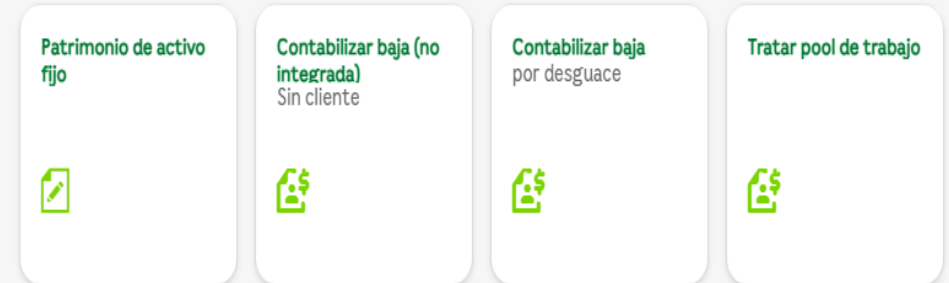 Patrimonio de activo
fijo
Contabilizar baja (no
integrada)
Sin cliente
Contabilizar baja
por desguace
Tratar pool de trabajo